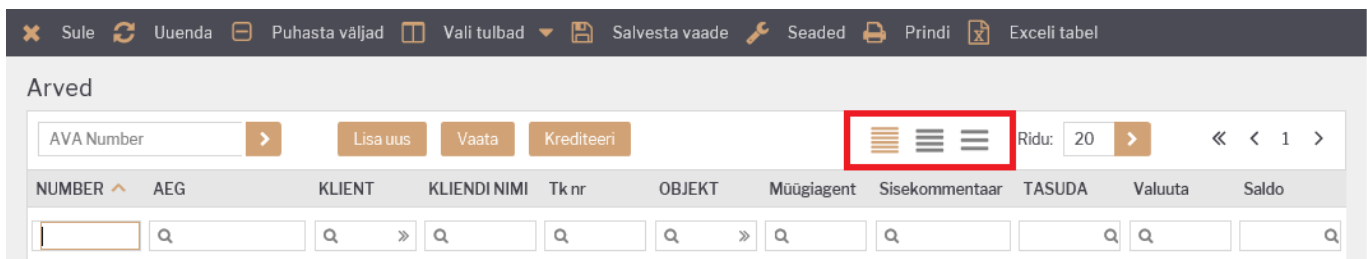 Sule Uuenda Puhasta väljad Vali tulbad Salvesta vaade Seaded Prindi Exceli tabel
Arved
AVA Number Lisa uus Vaata Krediteeri Ridu: 20 1
NUMBER AEG KLIENT KLIENDI NIMI Tk nr OBJEKT Müügiagent Sisekommentaar TASUDA Valuuta Saldo